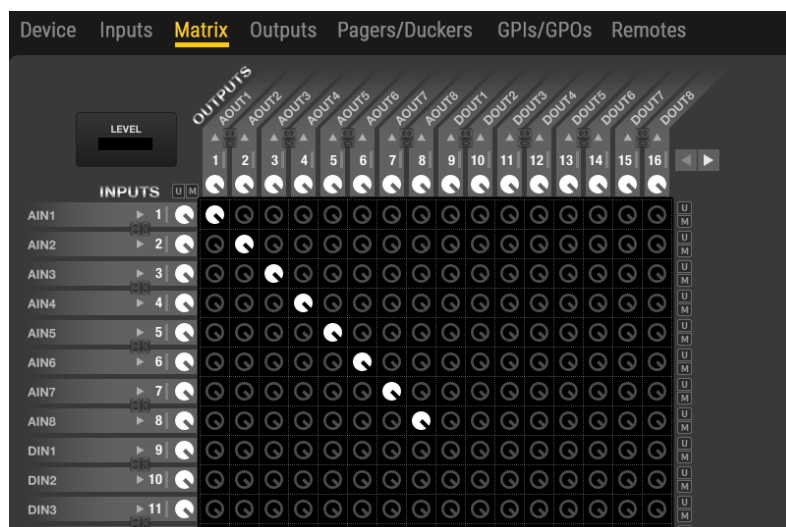 Device Inputs Matrix Outputs Pagers/Duckers GPIs/GPOs Remotes
OUTPUTS AOUT1 AOUT2 AOUT3 AOUT4 AOUT5 AOUT6 AOUT7 AOUT8 DOUT1 DOUT2 DOUT3 DOUT4 DOUT5 DOUT6 DOUT7 DOUT8
LEVEL
1 2 3 4 5 6 7 8 9 10 11 12 13 14 15 16
INPUTS U M
AIN1 1 U M
AIN2 2 U M
AIN3 3 U M
AIN4 4 U M
AIN5 5 U M
AIN6 6 U M
AIN7 7 U M
AIN8 8 U M
DIN1 9 U M
DIN2 10 U M
DIN3 11 U M